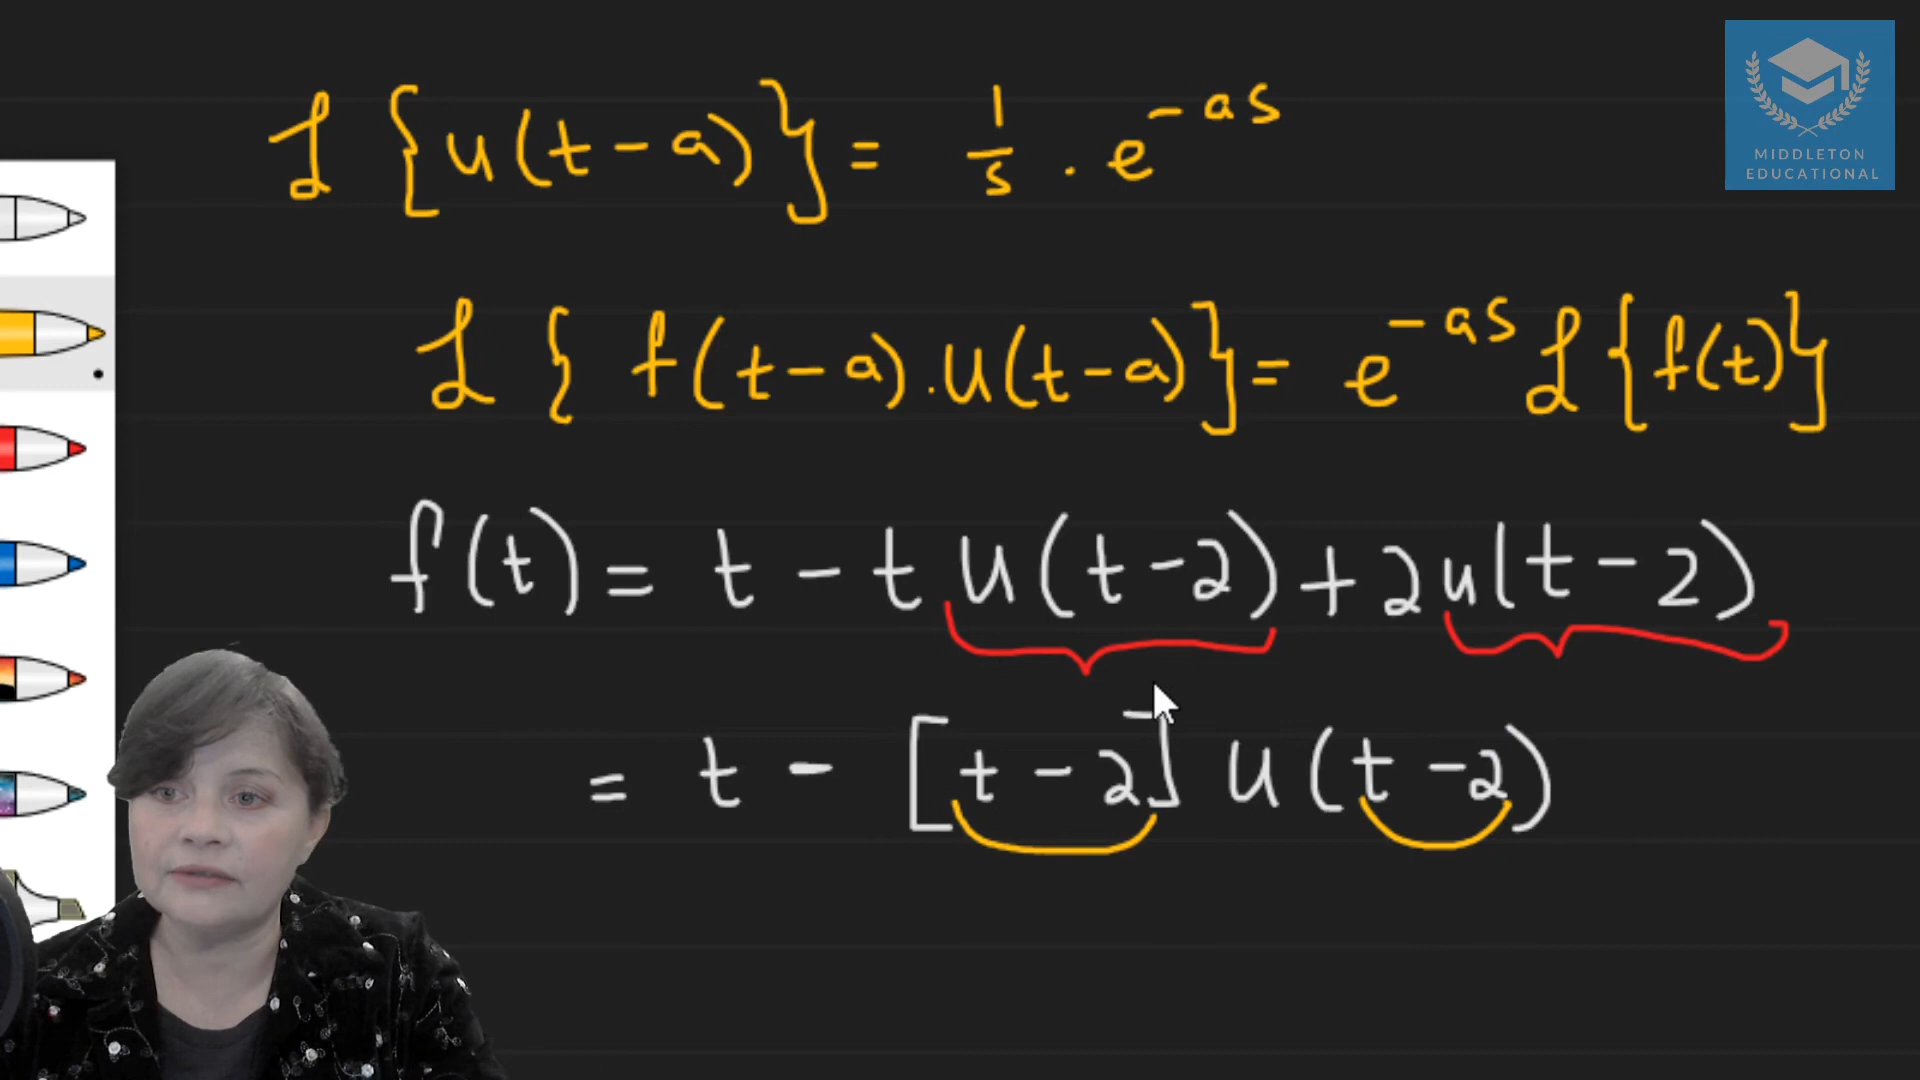 ℒ{u(t-a)} = 1/s · e^-as
MIDDLETON
EDUCATIONAL
ℒ{f(t-a).u(t-a)} = e^-as ℒ{f(t)}
f(t) = t - t u(t-2) + 2u(t-2)
= t - [t-2] u(t-2)